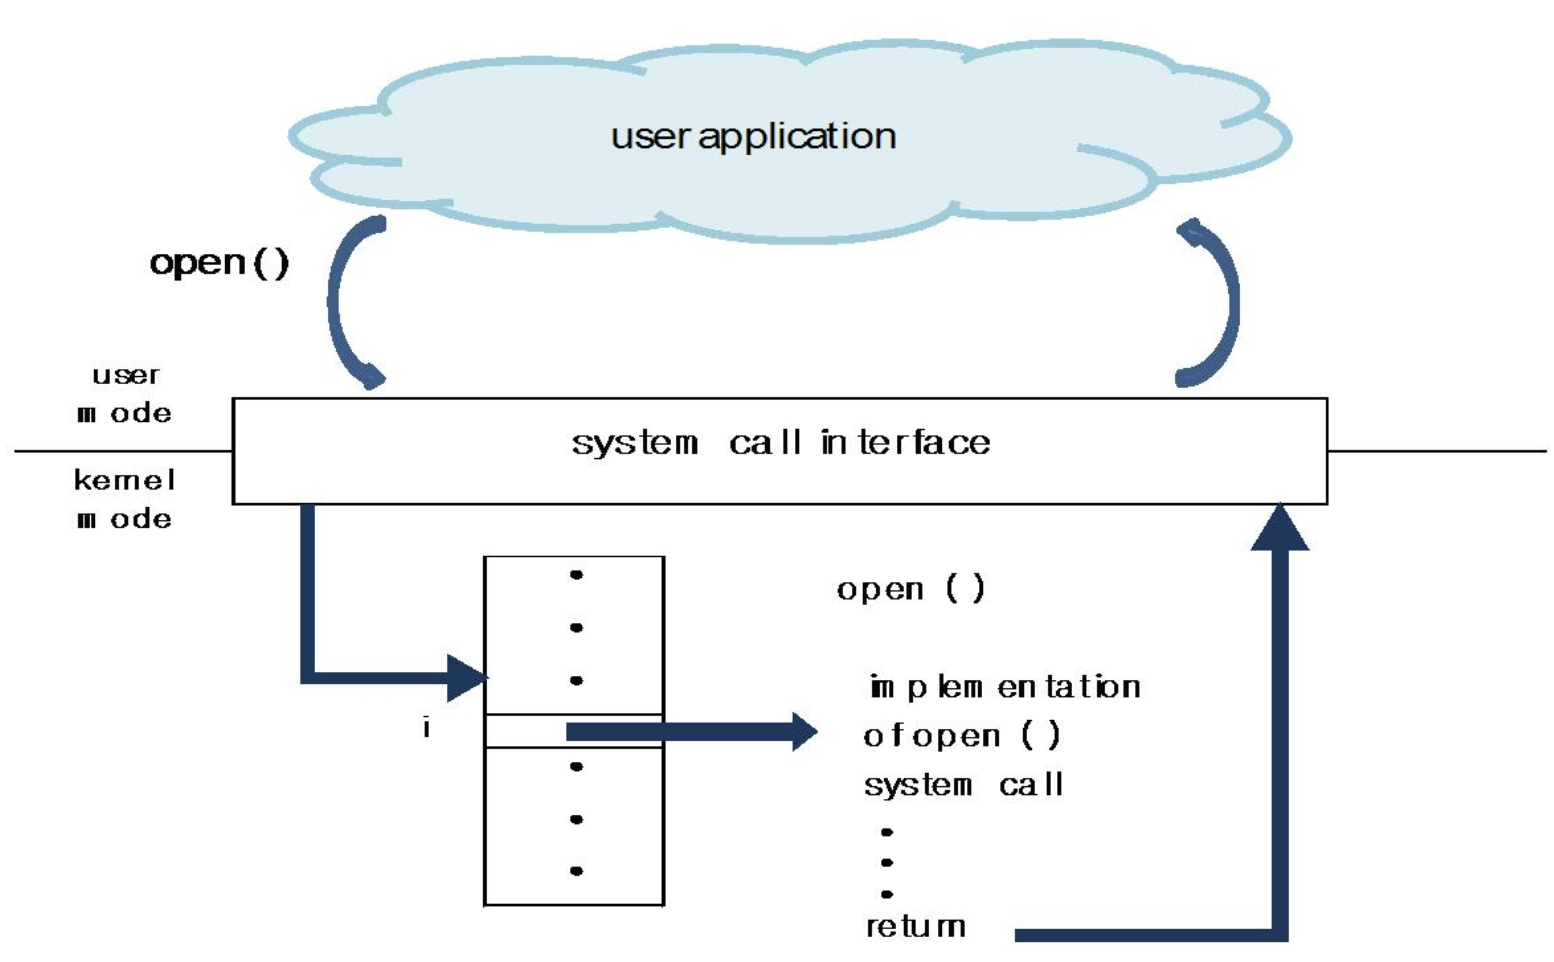 user application
open()
user
mode
kernel
mode
system call interface
open ()
i
implementation
of open ()
system call
return